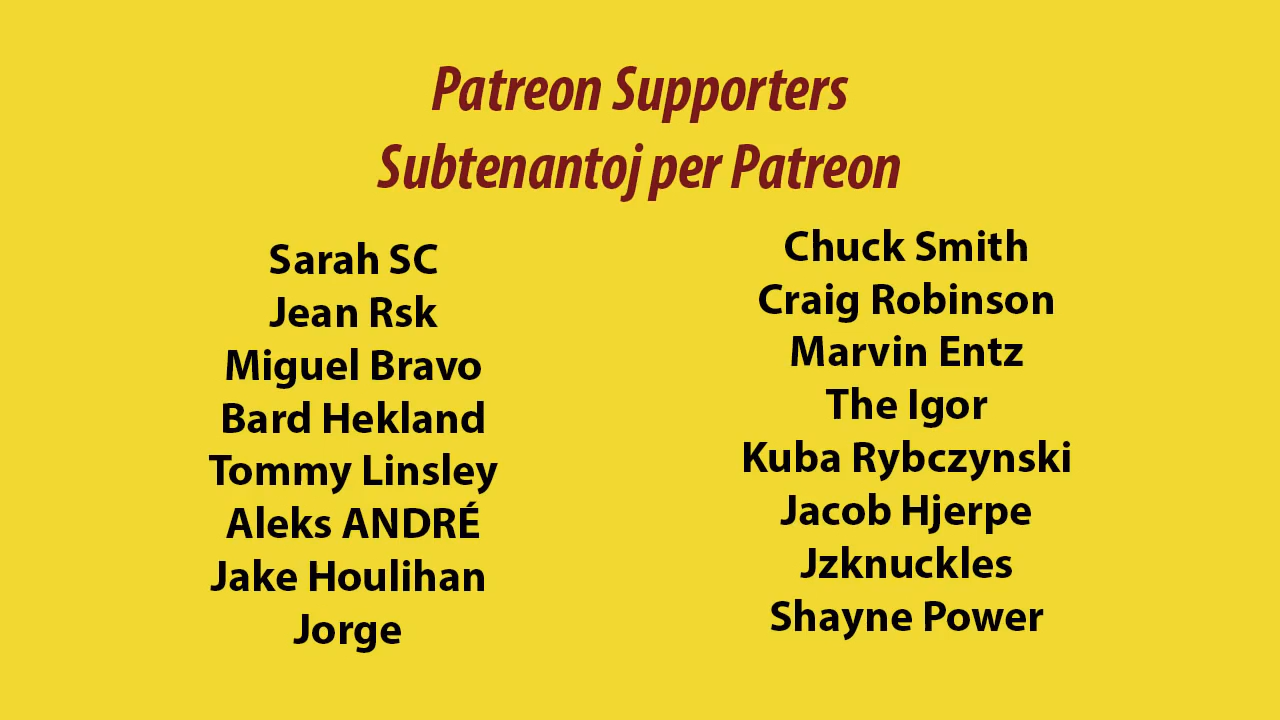 Patreon Supporters
Subtenantoj per Patreon
Sarah SC
Jean Rsk
Miguel Bravo
Bard Hekland
Tommy Linsley
Aleks ANDRÉ
Jake Houlihan
Jorge
Chuck Smith
Craig Robinson
Marvin Entz
The Igor
Kuba Rybczynski
Jacob Hjerpe
Jzknuckles
Shayne Power